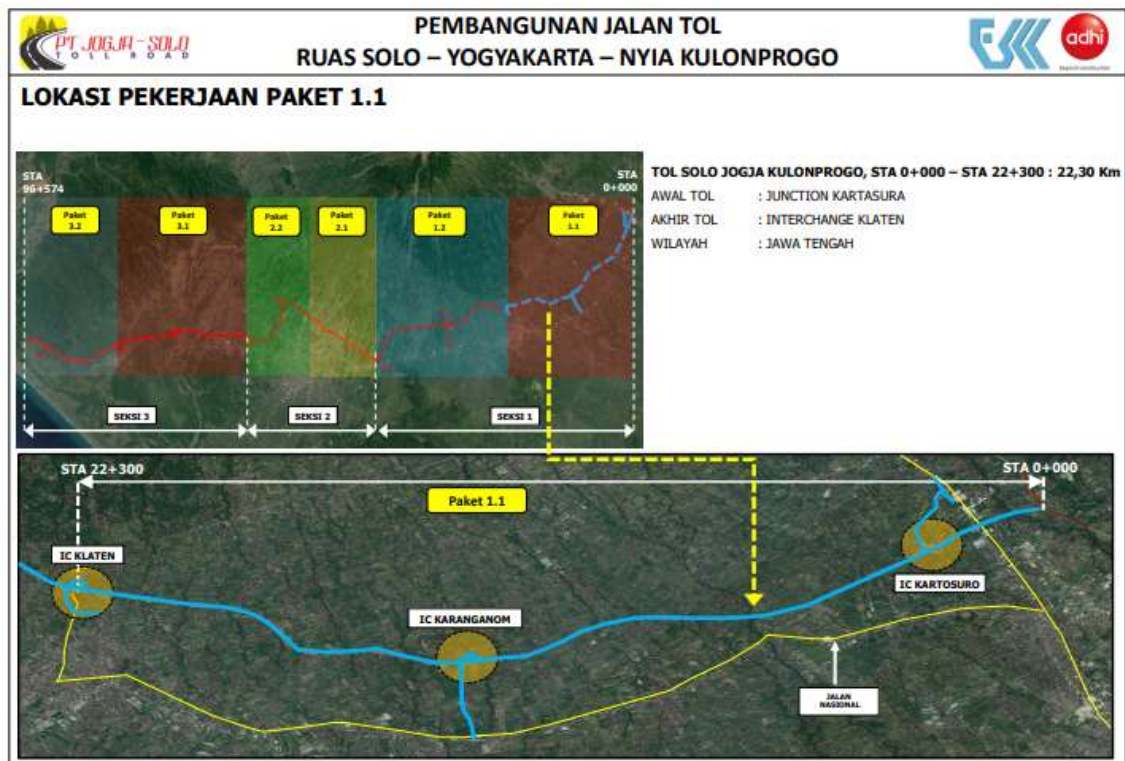 PT JOGJA - SOLO
TOLL ROAD
PEMBANGUNAN JALAN TOL
RUAS SOLO – YOGYAKARTA – NYIA KULONPROGO
adhi
LOKASI PEKERJAAN PAKET 1.1
STA
96+574
STA
0+000
Paket
3.2
Paket
3.1
Paket
2.2
Paket
2.1
Paket
1.2
Paket
1.1
SEKSI 3
SEKSI 2
SEKSI 1
TOL SOLO JOGJA KULONPROGO, STA 0+000 – STA 22+300 : 22,30 Km
AWAL TOL : JUNCTION KARTASURA
AKHIR TOL : INTERCHANGE KLATEN
WILAYAH : JAWA TENGAH
STA 22+300
STA 0+000
Paket 1.1
IC KLATEN
IC KARANGANOM
IC KARTOSURO
JALAN
NASIONAL